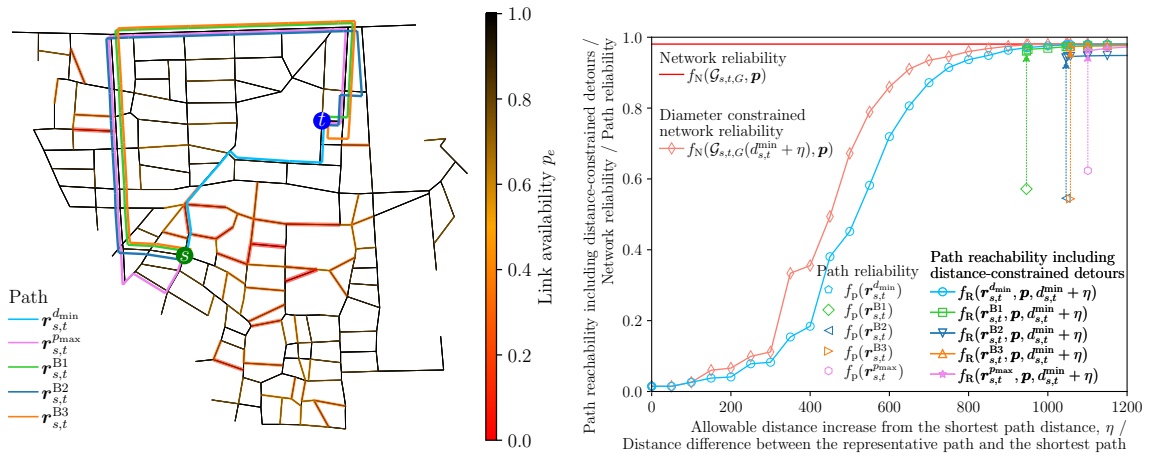 t
s
Path
r_{s,t}^{d_min}
r_{s,t}^{p_max}
r_{s,t}^{B1}
r_{s,t}^{B2}
r_{s,t}^{B3}
1.0
0.8
0.6
0.4
0.2
0.0
Link availability p_e
Path reachability including distance-constrained detours /
Network reliability / Path reliability
1.0
0.8
0.6
0.4
0.2
0.0
Network reliability
f_N(𝒢_{s,t,G}, p)
Diameter constrained
network reliability
f_N(𝒢_{s,t,G}(d_{s,t}^{min} + η), p)
Path reliability
f_p(r_{s,t}^{d_min})
f_p(r_{s,t}^{B1})
f_p(r_{s,t}^{B2})
f_p(r_{s,t}^{B3})
f_p(r_{s,t}^{p_max})
Path reachability including
distance-constrained detours
f_R(r_{s,t}^{d_min}, p, d_{s,t}^{min} + η)
f_R(r_{s,t}^{B1}, p, d_{s,t}^{min} + η)
f_R(r_{s,t}^{B2}, p, d_{s,t}^{min} + η)
f_R(r_{s,t}^{B3}, p, d_{s,t}^{min} + η)
f_R(r_{s,t}^{p_max}, p, d_{s,t}^{min} + η)
0 200 400 600 800 1000 1200
Allowable distance increase from the shortest path distance, η /
Distance difference between the representative path and the shortest path